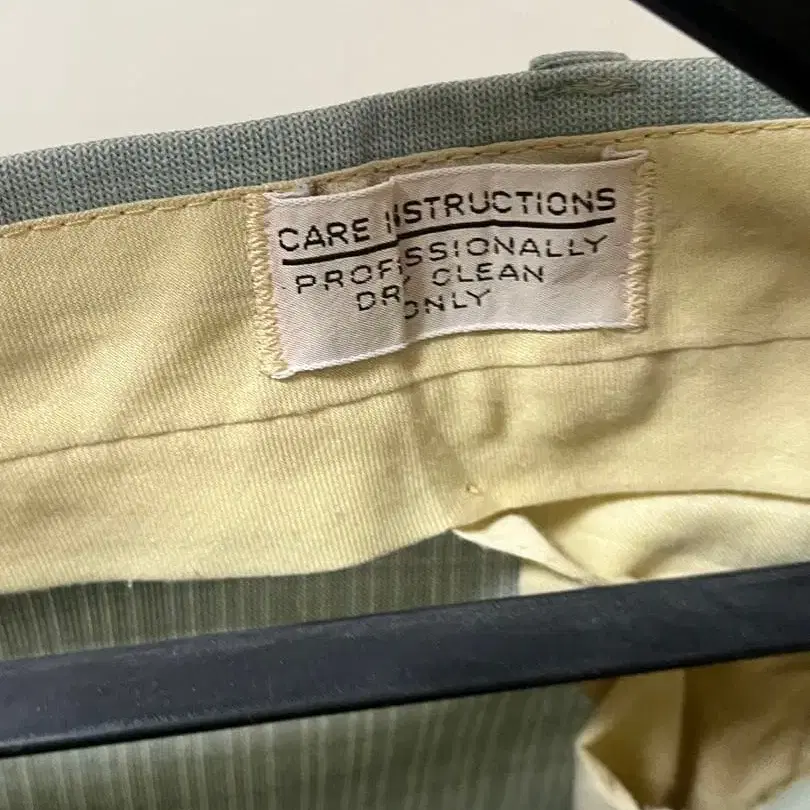 CARE INSTRUCTIONS
PROFESSIONALLY
DRY CLEAN
ONLY